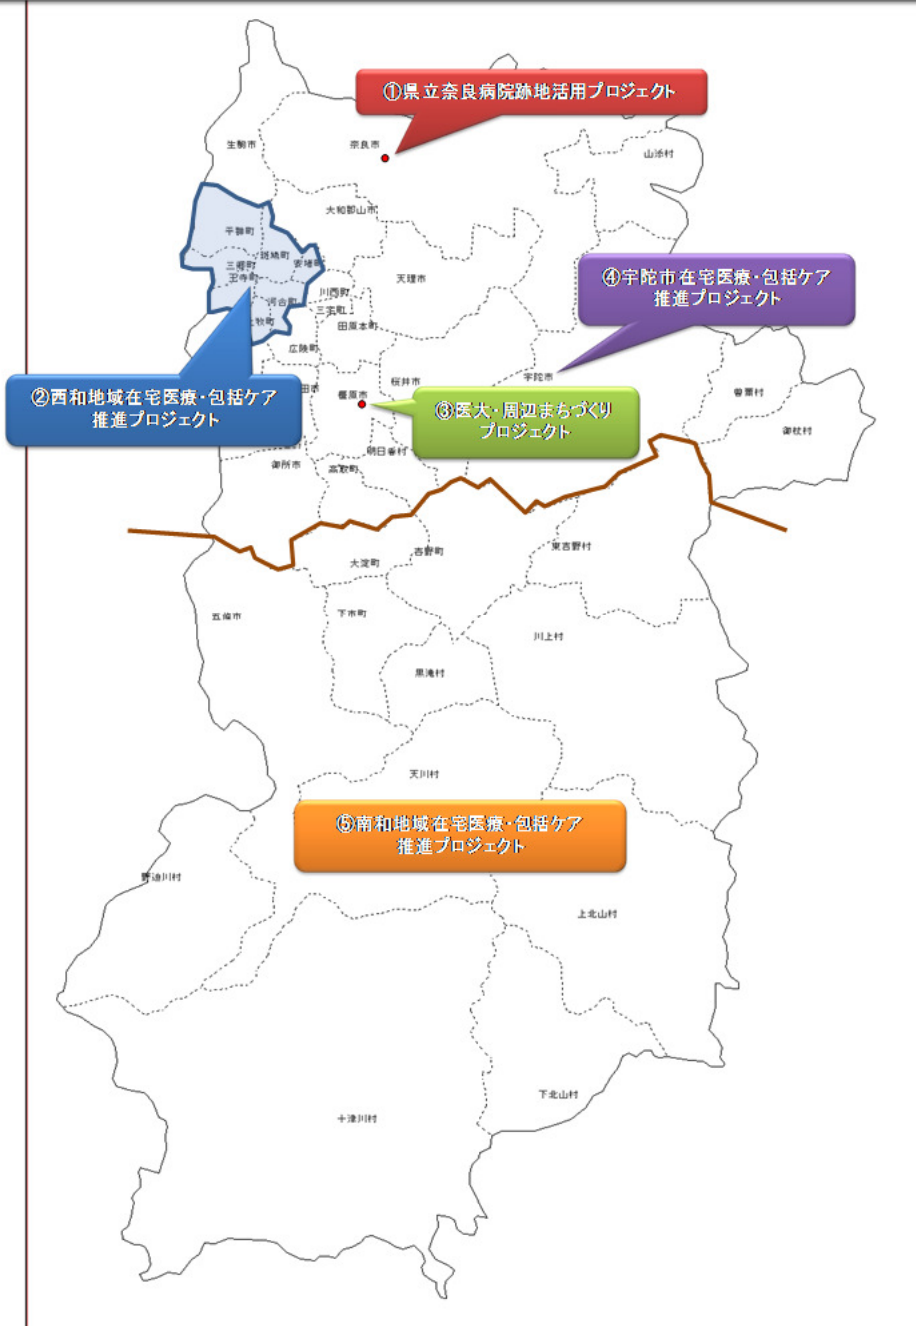 ①県立奈良病院跡地活用プロジェクト
生駒市
奈良市
山添村
大和郡山市
平群町
斑鳩町
安堵町
三郷町
王寺町
天理市
④宇陀市在宅医療・包括ケア
推進プロジェクト
川西町
河合町
三宅町
牧町
田原本町
広陵町
宇陀市
桜井市
②西和地域在宅医療・包括ケア
推進プロジェクト
田市
橿原市
曽爾村
③医大・周辺まちづくり
プロジェクト
御杖村
明日香村
御所市
高取町
吉野町
東吉野村
大淀町
五條市
下市町
川上村
黒滝村
天川村
⑤南和地域在宅医療・包括ケア
推進プロジェクト
野迫川村
上北山村
下北山村
十津川村